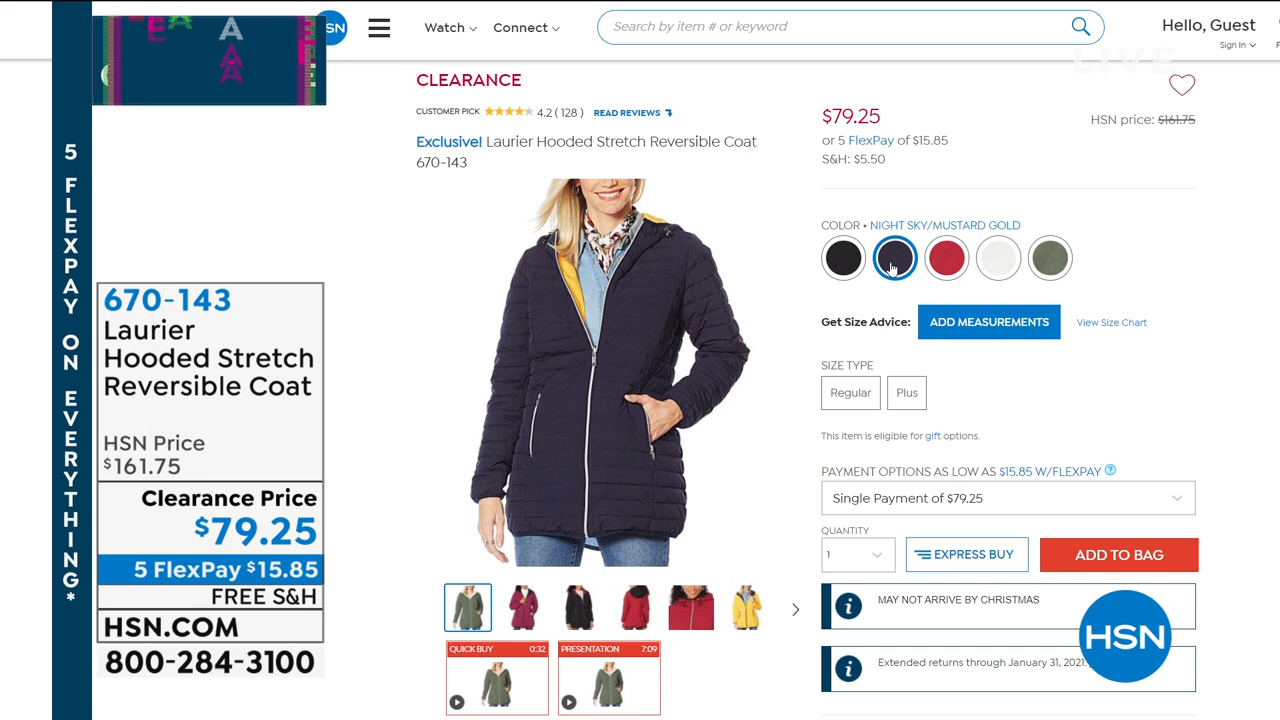 5 FLEXPAY ON EVERYTHING*
670-143
Laurier
Hooded Stretch
Reversible Coat
HSN Price
$161.75
Clearance Price
$79.25
5 FlexPay $15.85
FREE S&H
HSN.COM
800-284-3100
SN
Watch
Connect
Search by item # or keyword
Hello, Guest
Sign In
LIVE
CLEARANCE
CUSTOMER PICK 4.2 ( 128 ) READ REVIEWS
Exclusive! Laurier Hooded Stretch Reversible Coat
670-143
$79.25
HSN price: $161.75
or 5 FlexPay of $15.85
S&H: $5.50
COLOR • NIGHT SKY/MUSTARD GOLD
Get Size Advice: ADD MEASUREMENTS View Size Chart
SIZE TYPE
Regular Plus
This item is eligible for gift options.
PAYMENT OPTIONS AS LOW AS $15.85 W/FLEXPAY ?
Single Payment of $79.25
QUANTITY
1
EXPRESS BUY
ADD TO BAG
MAY NOT ARRIVE BY CHRISTMAS
Extended returns through January 31, 2021.
HSN
QUICK BUY 0:32
PRESENTATION 7:09